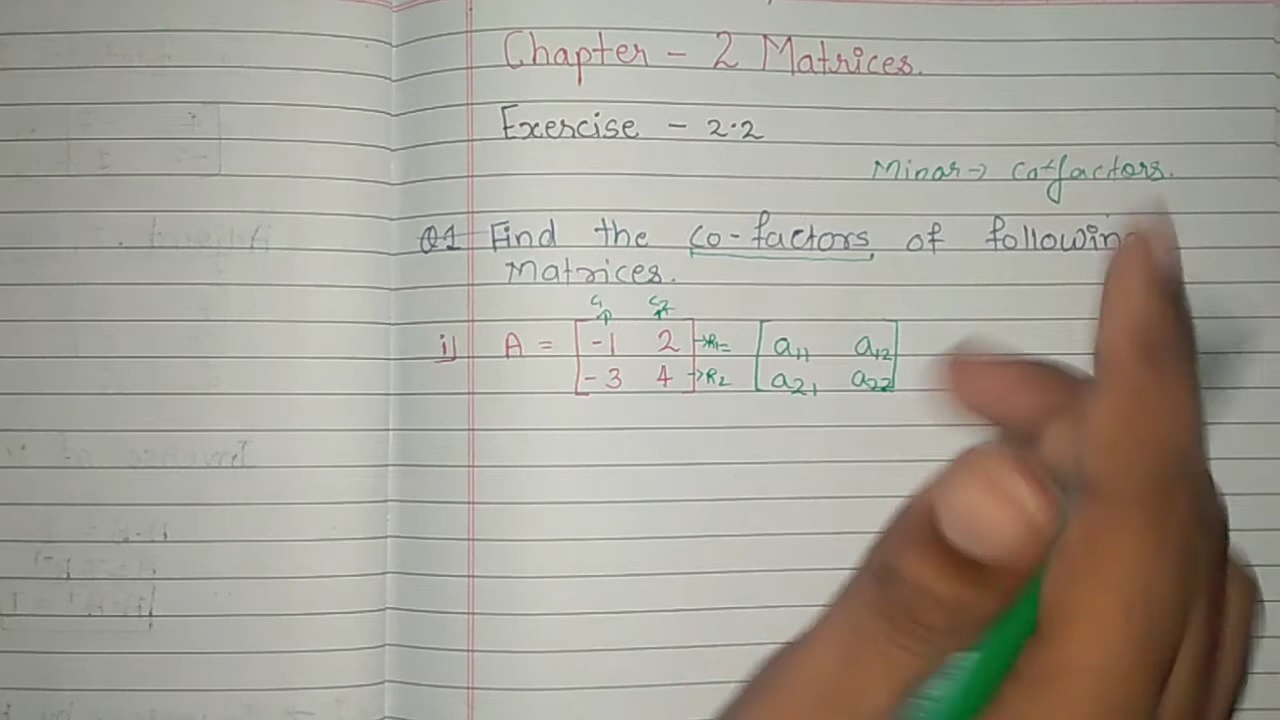 Chapter - 2 Matrices.
Exercise - 2.2
Minor → Co-factors.
Q1 Find the Co-factors of following
Matrices.
C1 C2
i) A = [-1 2] → R1 = [a11 a12]
[-3 4] → R2 [a21 a22]